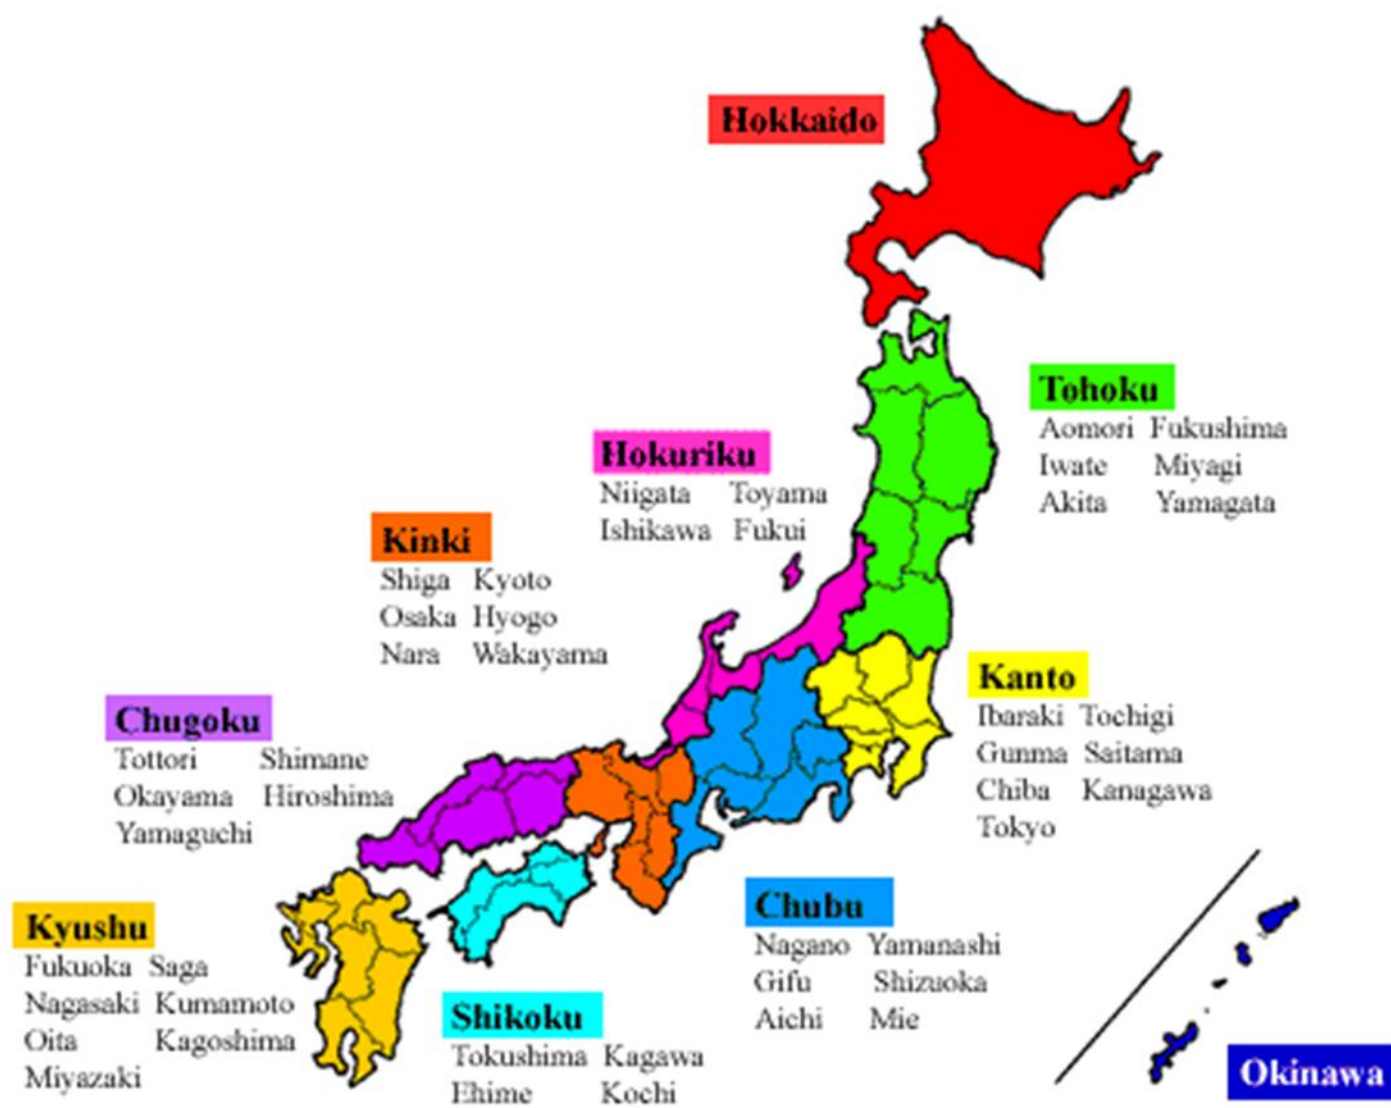 Hokkaido
Tohoku
Aomori Fukushima
Iwate Miyagi
Akita Yamagata
Hokuriku
Niigata Toyama
Ishikawa Fukui
Kinki
Shiga Kyoto
Osaka Hyogo
Nara Wakayama
Kanto
Ibaraki Tochigi
Gunma Saitama
Chiba Kanagawa
Tokyo
Chugoku
Tottori Shimane
Okayama Hiroshima
Yamaguchi
Chubu
Nagano Yamanashi
Gifu Shizuoka
Aichi Mie
Kyushu
Fukuoka Saga
Nagasaki Kumamoto
Oita Kagoshima
Miyazaki
Shikoku
Tokushima Kagawa
Ehime Kochi
Okinawa